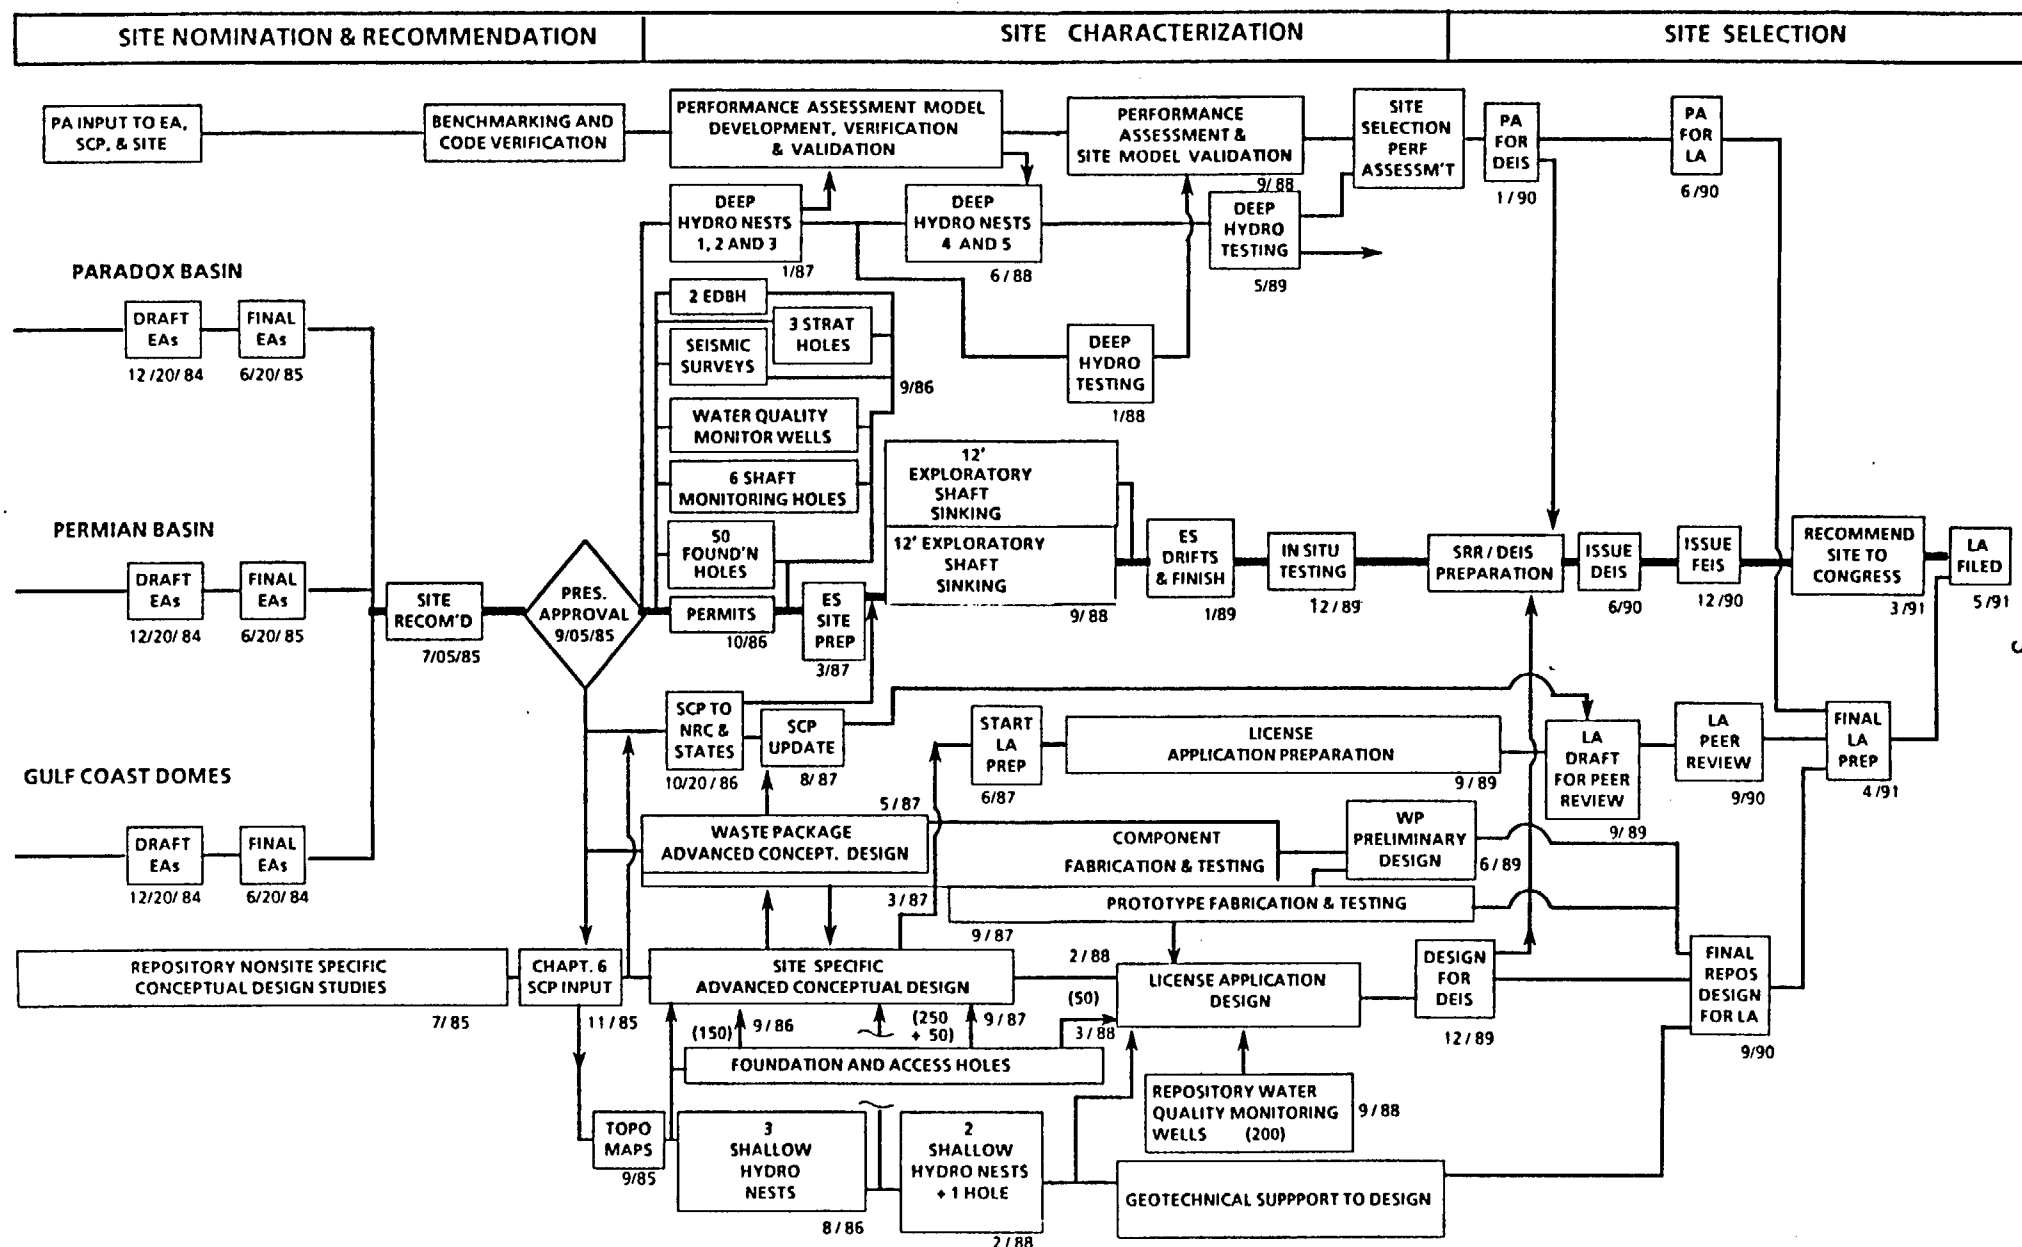 SITE NOMINATION & RECOMMENDATION
SITE CHARACTERIZATION
SITE SELECTION
PA INPUT TO EA,
SCP, & SITE
BENCHMARKING AND
CODE VERIFICATION
PERFORMANCE ASSESSMENT MODEL
DEVELOPMENT, VERIFICATION
& VALIDATION
PERFORMANCE
ASSESSMENT &
SITE MODEL VALIDATION
9/88
SITE
SELECTION
PERF
ASSESSM'T
PA
FOR
DEIS
1/90
PA
FOR
LA
6/90
DEEP
HYDRO NESTS
1, 2 AND 3
1/87
DEEP
HYDRO NESTS
4 AND 5
6/88
DEEP
HYDRO
TESTING
5/89
PARADOX BASIN
DRAFT
EAs
12/20/84
FINAL
EAs
6/20/85
2 EDBH
3 STRAT
HOLES
SEISMIC
SURVEYS
9/86
DEEP
HYDRO
TESTING
1/88
WATER QUALITY
MONITOR WELLS
6 SHAFT
MONITORING HOLES
50
FOUND'N
HOLES
12'
EXPLORATORY
SHAFT
SINKING
12' EXPLORATORY
SHAFT
SINKING
9/88
PERMIAN BASIN
DRAFT
EAs
12/20/84
FINAL
EAs
6/20/85
SITE
RECOM'D
7/05/85
PRES.
APPROVAL
9/05/85
PERMITS
10/86
ES
SITE
PREP
3/87
ES
DRIFTS
& FINISH
1/89
IN SITU
TESTING
12/89
SRR/DEIS
PREPARATION
ISSUE
DEIS
6/90
ISSUE
FEIS
12/90
RECOMMEND
SITE TO
CONGRESS
3/91
LA
FILED
5/91
SCP TO
NRC &
STATES
10/20/86
SCP
UPDATE
8/87
START
LA
PREP
6/87
LICENSE
APPLICATION PREPARATION
9/89
LA
DRAFT
FOR PEER
REVIEW
9/89
LA
PEER
REVIEW
9/90
FINAL
LA
PREP
4/91
GULF COAST DOMES
DRAFT
EAs
12/20/84
FINAL
EAs
6/20/84
5/87
WASTE PACKAGE
ADVANCED CONCEPT. DESIGN
3/87
COMPONENT
FABRICATION & TESTING
WP
PRELIMINARY
DESIGN
6/89
PROTOTYPE FABRICATION & TESTING
9/87
REPOSITORY NONSITE SPECIFIC
CONCEPTUAL DESIGN STUDIES
7/85
CHAPT. 6
SCP INPUT
11/85
SITE SPECIFIC
ADVANCED CONCEPTUAL DESIGN
2/88
LICENSE APPLICATION
DESIGN
DESIGN
FOR
DEIS
12/89
FINAL
REPOS
DESIGN
FOR LA
9/90
(150)
9/86
(250
+ 50)
9/87
(50)
3/88
FOUNDATION AND ACCESS HOLES
REPOSITORY WATER
QUALITY MONITORING
WELLS (200)
9/88
TOPO
MAPS
9/85
3
SHALLOW
HYDRO
NESTS
8/86
2
SHALLOW
HYDRO NESTS
+ 1 HOLE
2/88
GEOTECHNICAL SUPPPORT TO DESIGN